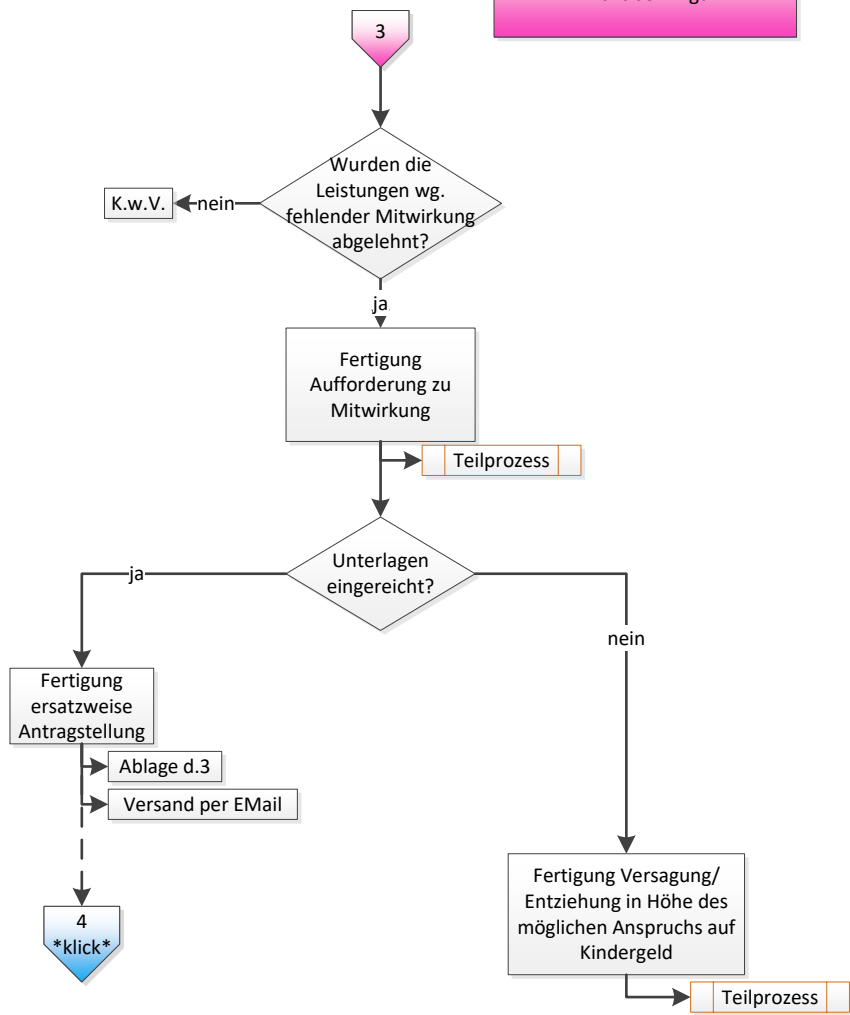 3
Wurden die
Leistungen wg.
fehlender Mitwirkung
abgelehnt?
K.w.V.
nein
ja
Fertigung
Aufforderung zu
Mitwirkung
Teilprozess
Unterlagen
eingereicht?
ja
nein
Fertigung
ersatzweise
Antragstellung
Ablage d.3
Versand per EMail
4
*klick*
Fertigung Versagung/
Entziehung in Höhe des
möglichen Anspruchs auf
Kindergeld
Teilprozess